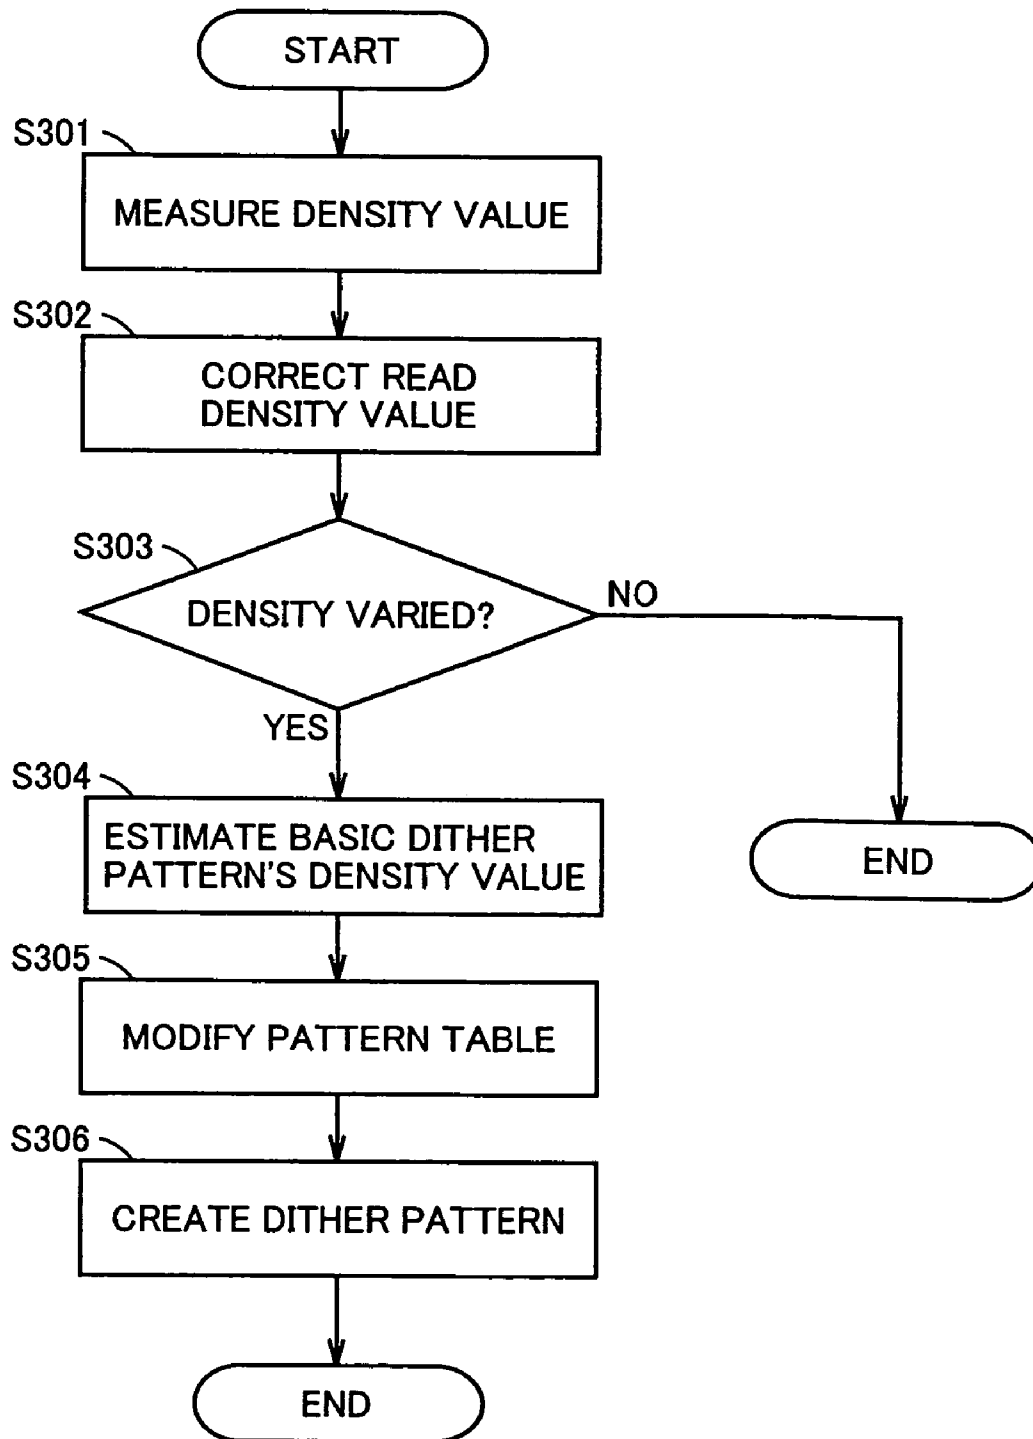 START
S301
MEASURE DENSITY VALUE
S302
CORRECT READ
DENSITY VALUE
S303
DENSITY VARIED?
NO
YES
S304
ESTIMATE BASIC DITHER
PATTERN'S DENSITY VALUE
END
S305
MODIFY PATTERN TABLE
S306
CREATE DITHER PATTERN
END